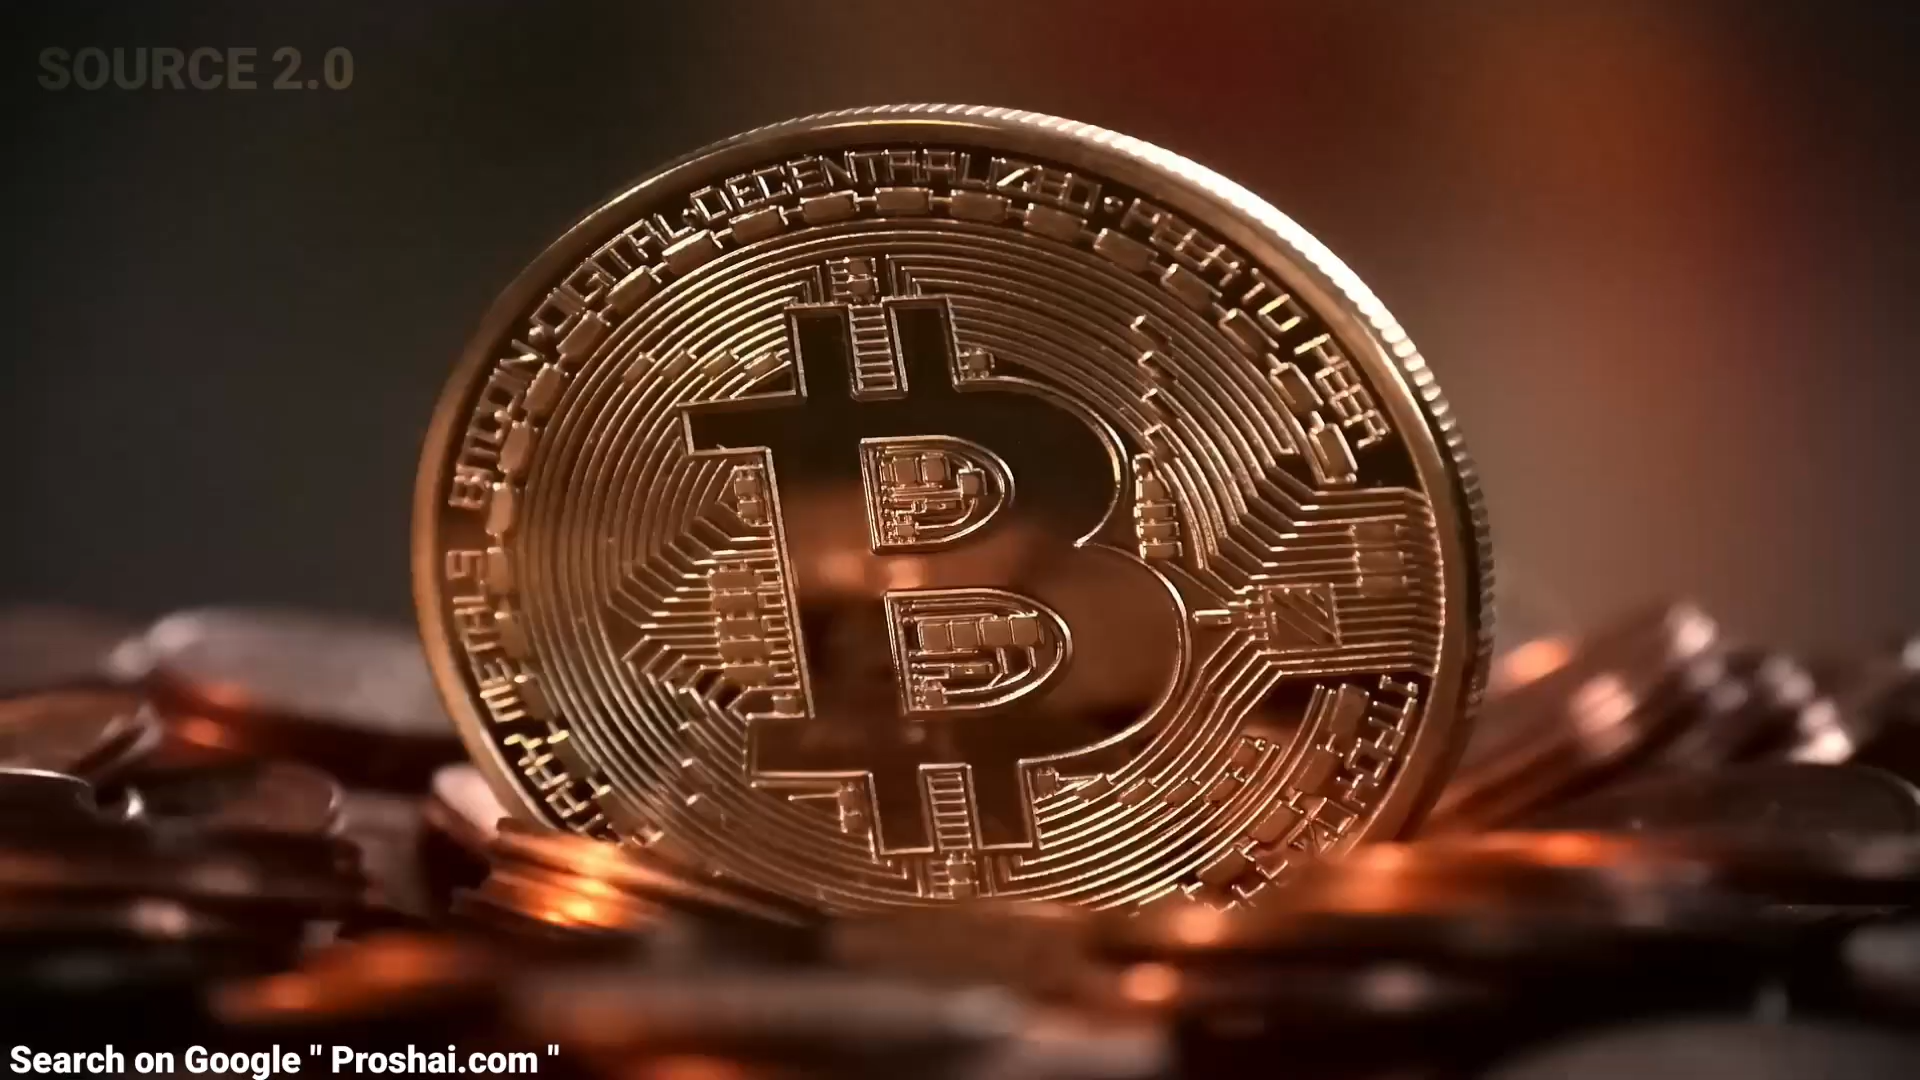 SOURCE 2.0
BITCOIN • DIGITAL • DECENTRALIZED • PEER TO PEER
Search on Google " Proshai.com "